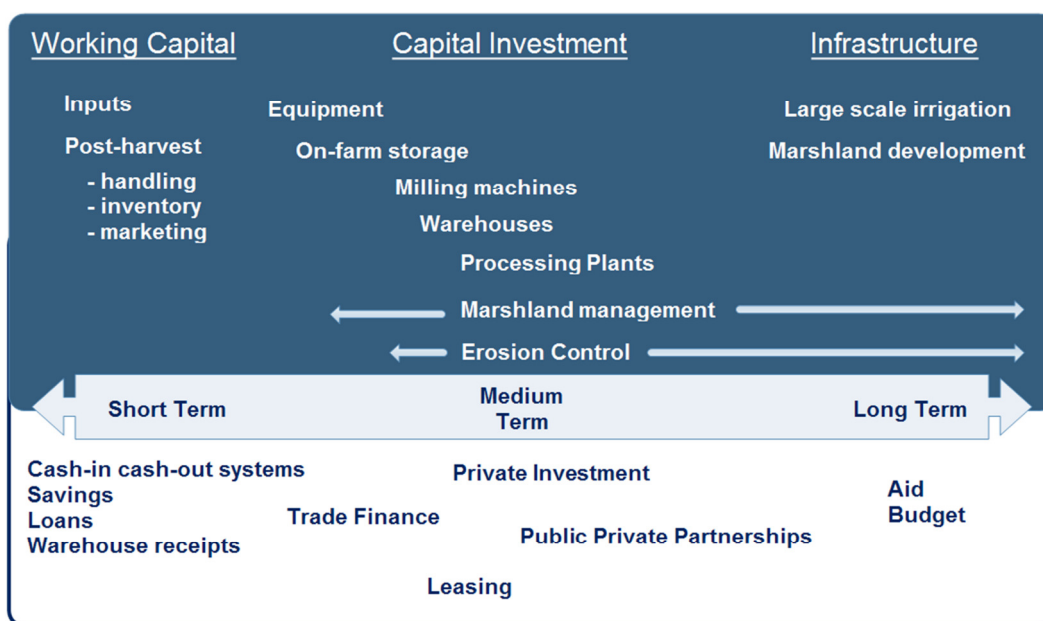 Working Capital
Capital Investment
Infrastructure
Inputs
Post-harvest
- handling
- inventory
- marketing
Equipment
On-farm storage
Milling machines
Warehouses
Processing Plants
Large scale irrigation
Marshland development
Marshland management
Erosion Control
Short Term
Medium
Term
Long Term
Cash-in cash-out systems
Savings
Loans
Warehouse receipts
Trade Finance
Private Investment
Public Private Partnerships
Leasing
Aid
Budget